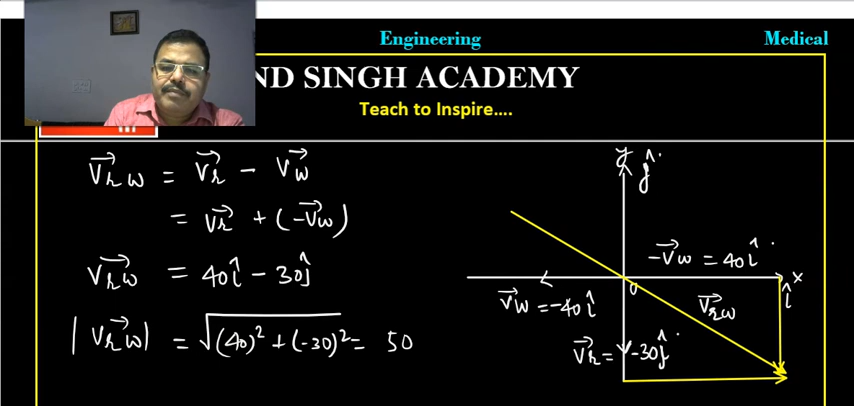 Engineering
Medical
ND SINGH ACADEMY
Teach to Inspire....
V⃗rw = V⃗r - V⃗w
= V⃗r + (-V⃗w)
V⃗rw = 40î - 30ĵ
|V⃗rw| = √(40)² + (-30)² = 50
y
ĵ
-V⃗w = 40î
x
î
0
V⃗w = -40î
V⃗rw
V⃗r = -30ĵ